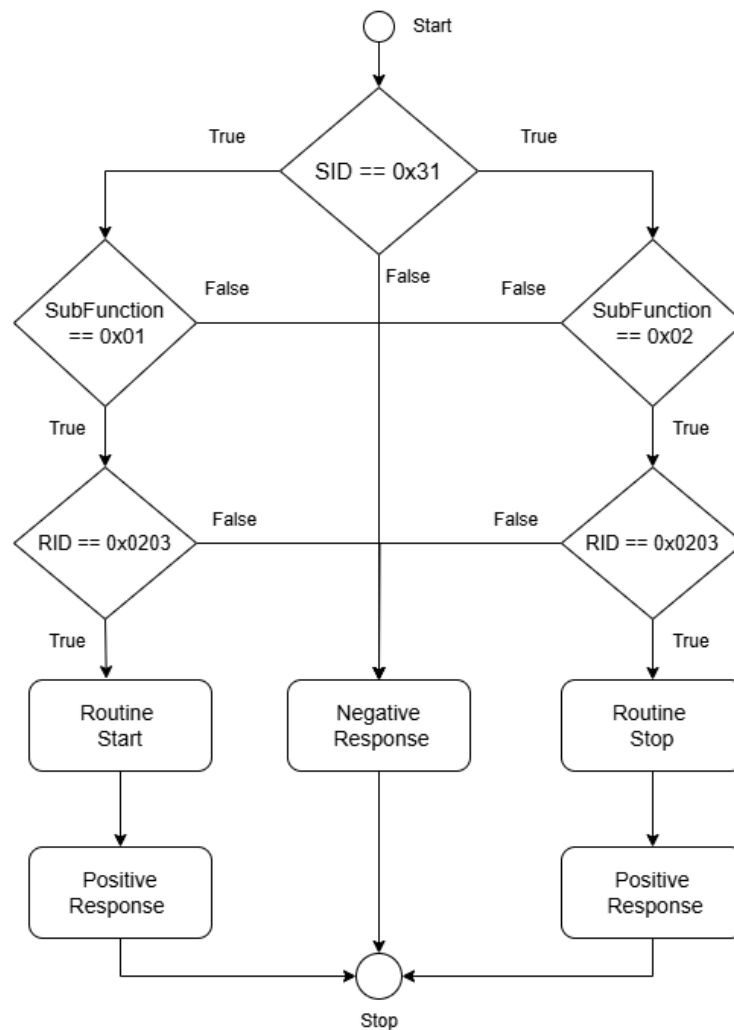 Start
True
True
SID == 0x31
False
False
False
SubFunction
== 0x01
SubFunction
== 0x02
True
True
False
False
RID == 0x0203
RID == 0x0203
True
True
Routine
Start
Negative
Response
Routine
Stop
Positive
Response
Positive
Response
Stop